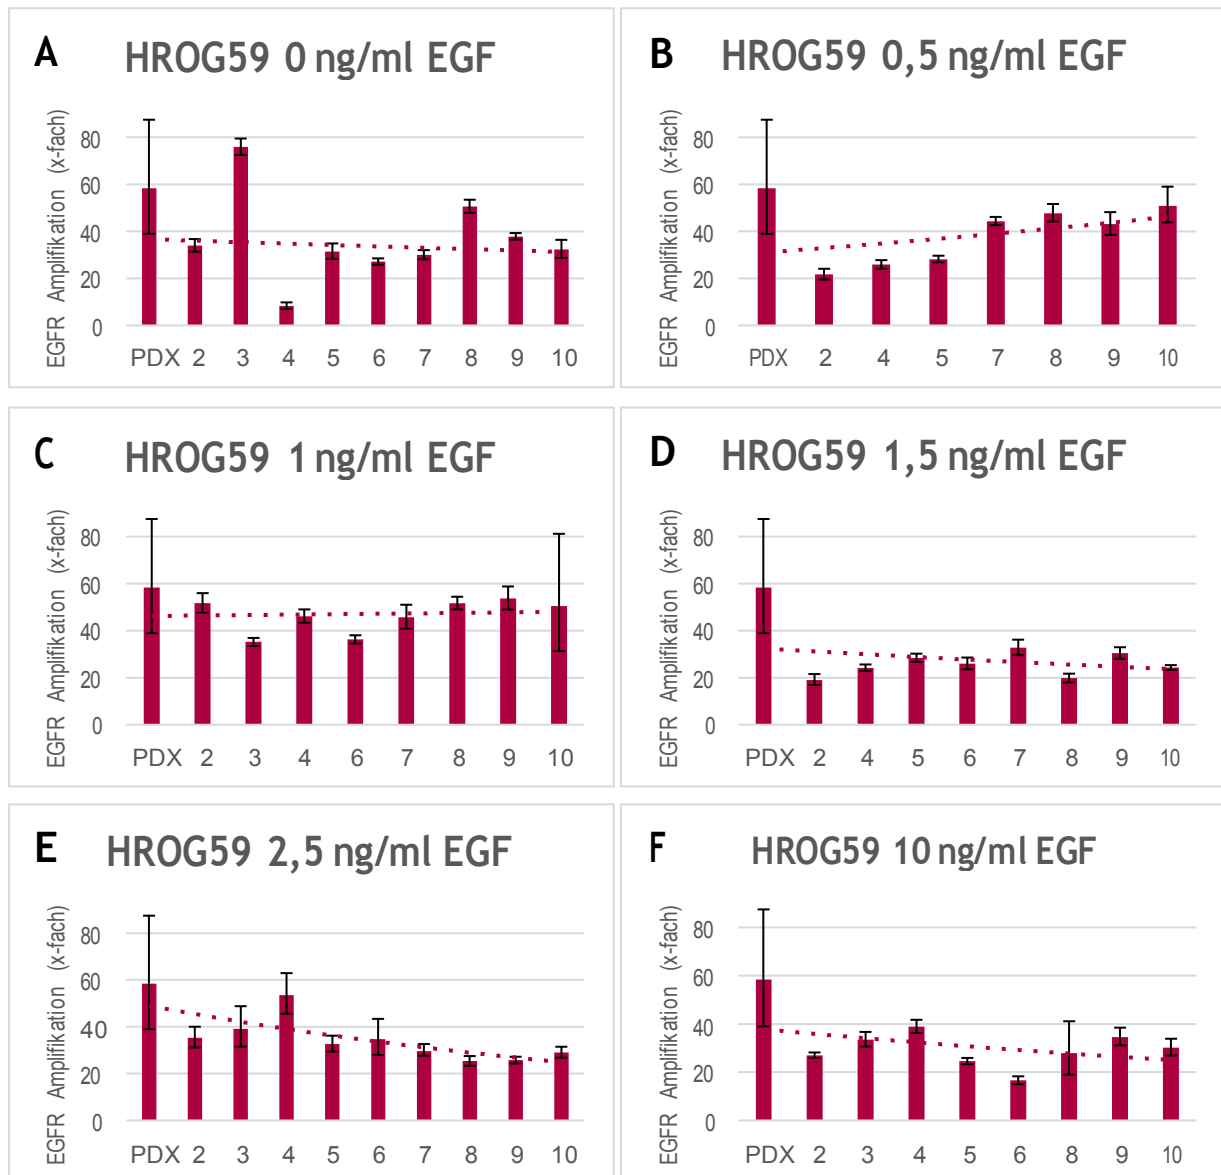 A
HROG59 0 ng/ml EGF
EGFR Amplifikation (x-fach)
80
60
40
20
0
PDX 2 3 4 5 6 7 8 9 10
B
HROG59 0,5 ng/ml EGF
EGFR Amplifikation (x-fach)
80
60
40
20
0
PDX 2 4 5 7 8 9 10
C
HROG59 1 ng/ml EGF
EGFR Amplifikation (x-fach)
80
60
40
20
0
PDX 2 3 4 6 7 8 9 10
D
HROG59 1,5 ng/ml EGF
EGFR Amplifikation (x-fach)
80
60
40
20
0
PDX 2 4 5 6 7 8 9 10
E
HROG59 2,5 ng/ml EGF
EGFR Amplifikation (x-fach)
80
60
40
20
0
PDX 2 3 4 5 6 7 8 9 10
F
HROG59 10 ng/ml EGF
EGFR Amplifikation (x-fach)
80
60
40
20
0
PDX 2 3 4 5 6 8 9 10